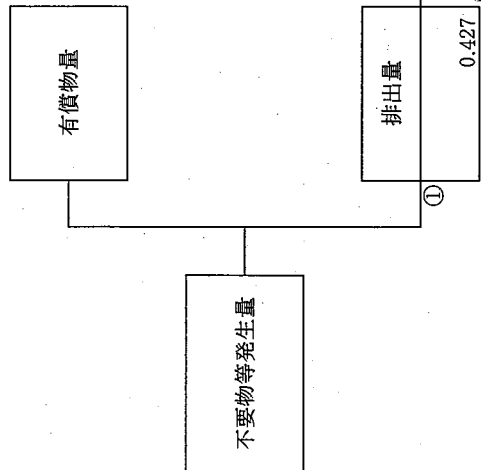 有償物量
不要物等発生量
排出量
①
0.427